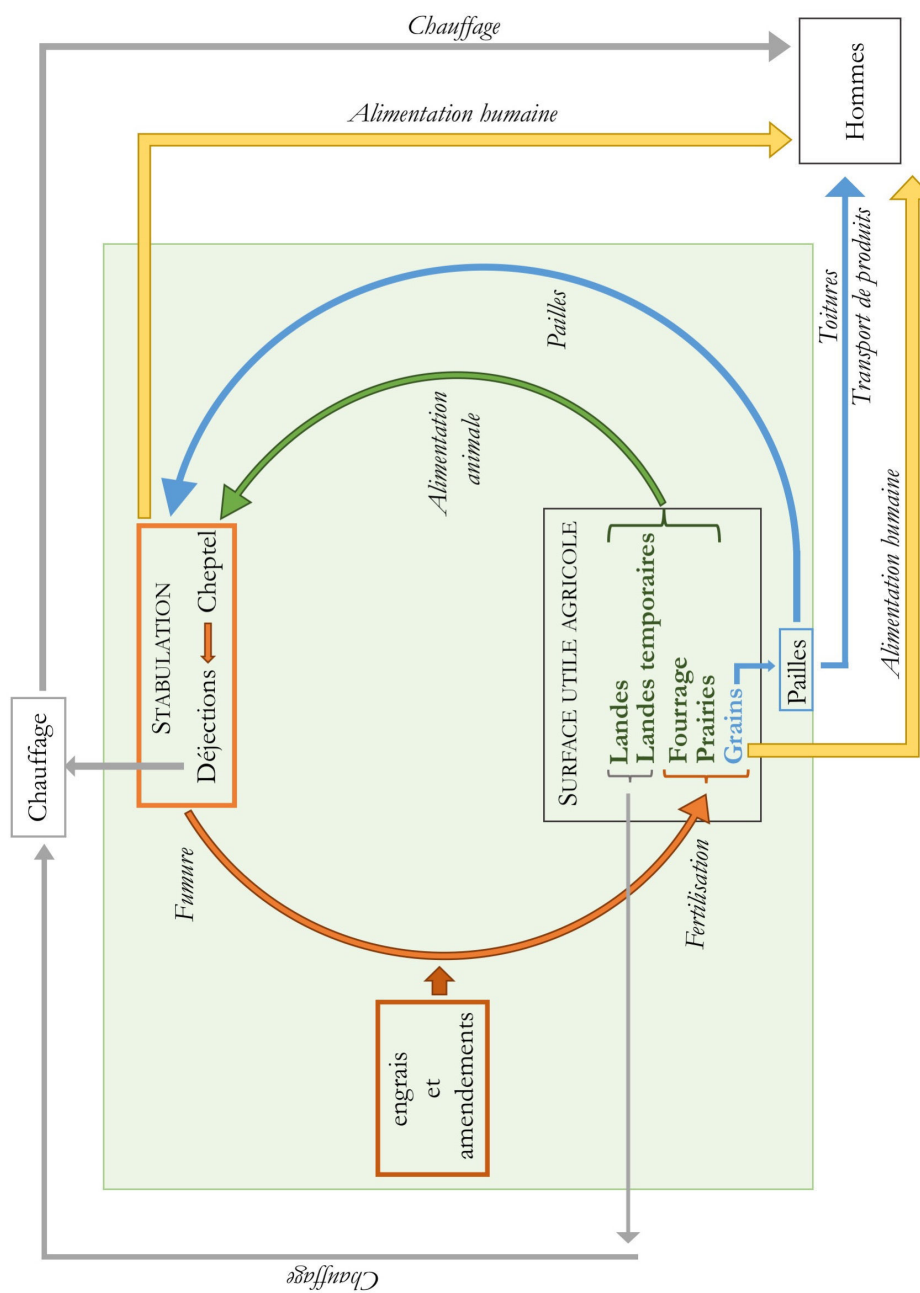 Chauffage
Chauffage
Chauffage
Alimentation humaine
STABULATION
Déjections
Cheptel
Fumure
engrais
et
amendements
Alimentation
animale
Pailles
Fertilisation
SURFACE UTILE AGRICOLE
Landes
Landes temporaires
Fourrage
Prairies
Grains
Pailles
Toitures
Transport de produits
Alimentation humaine
Hommes